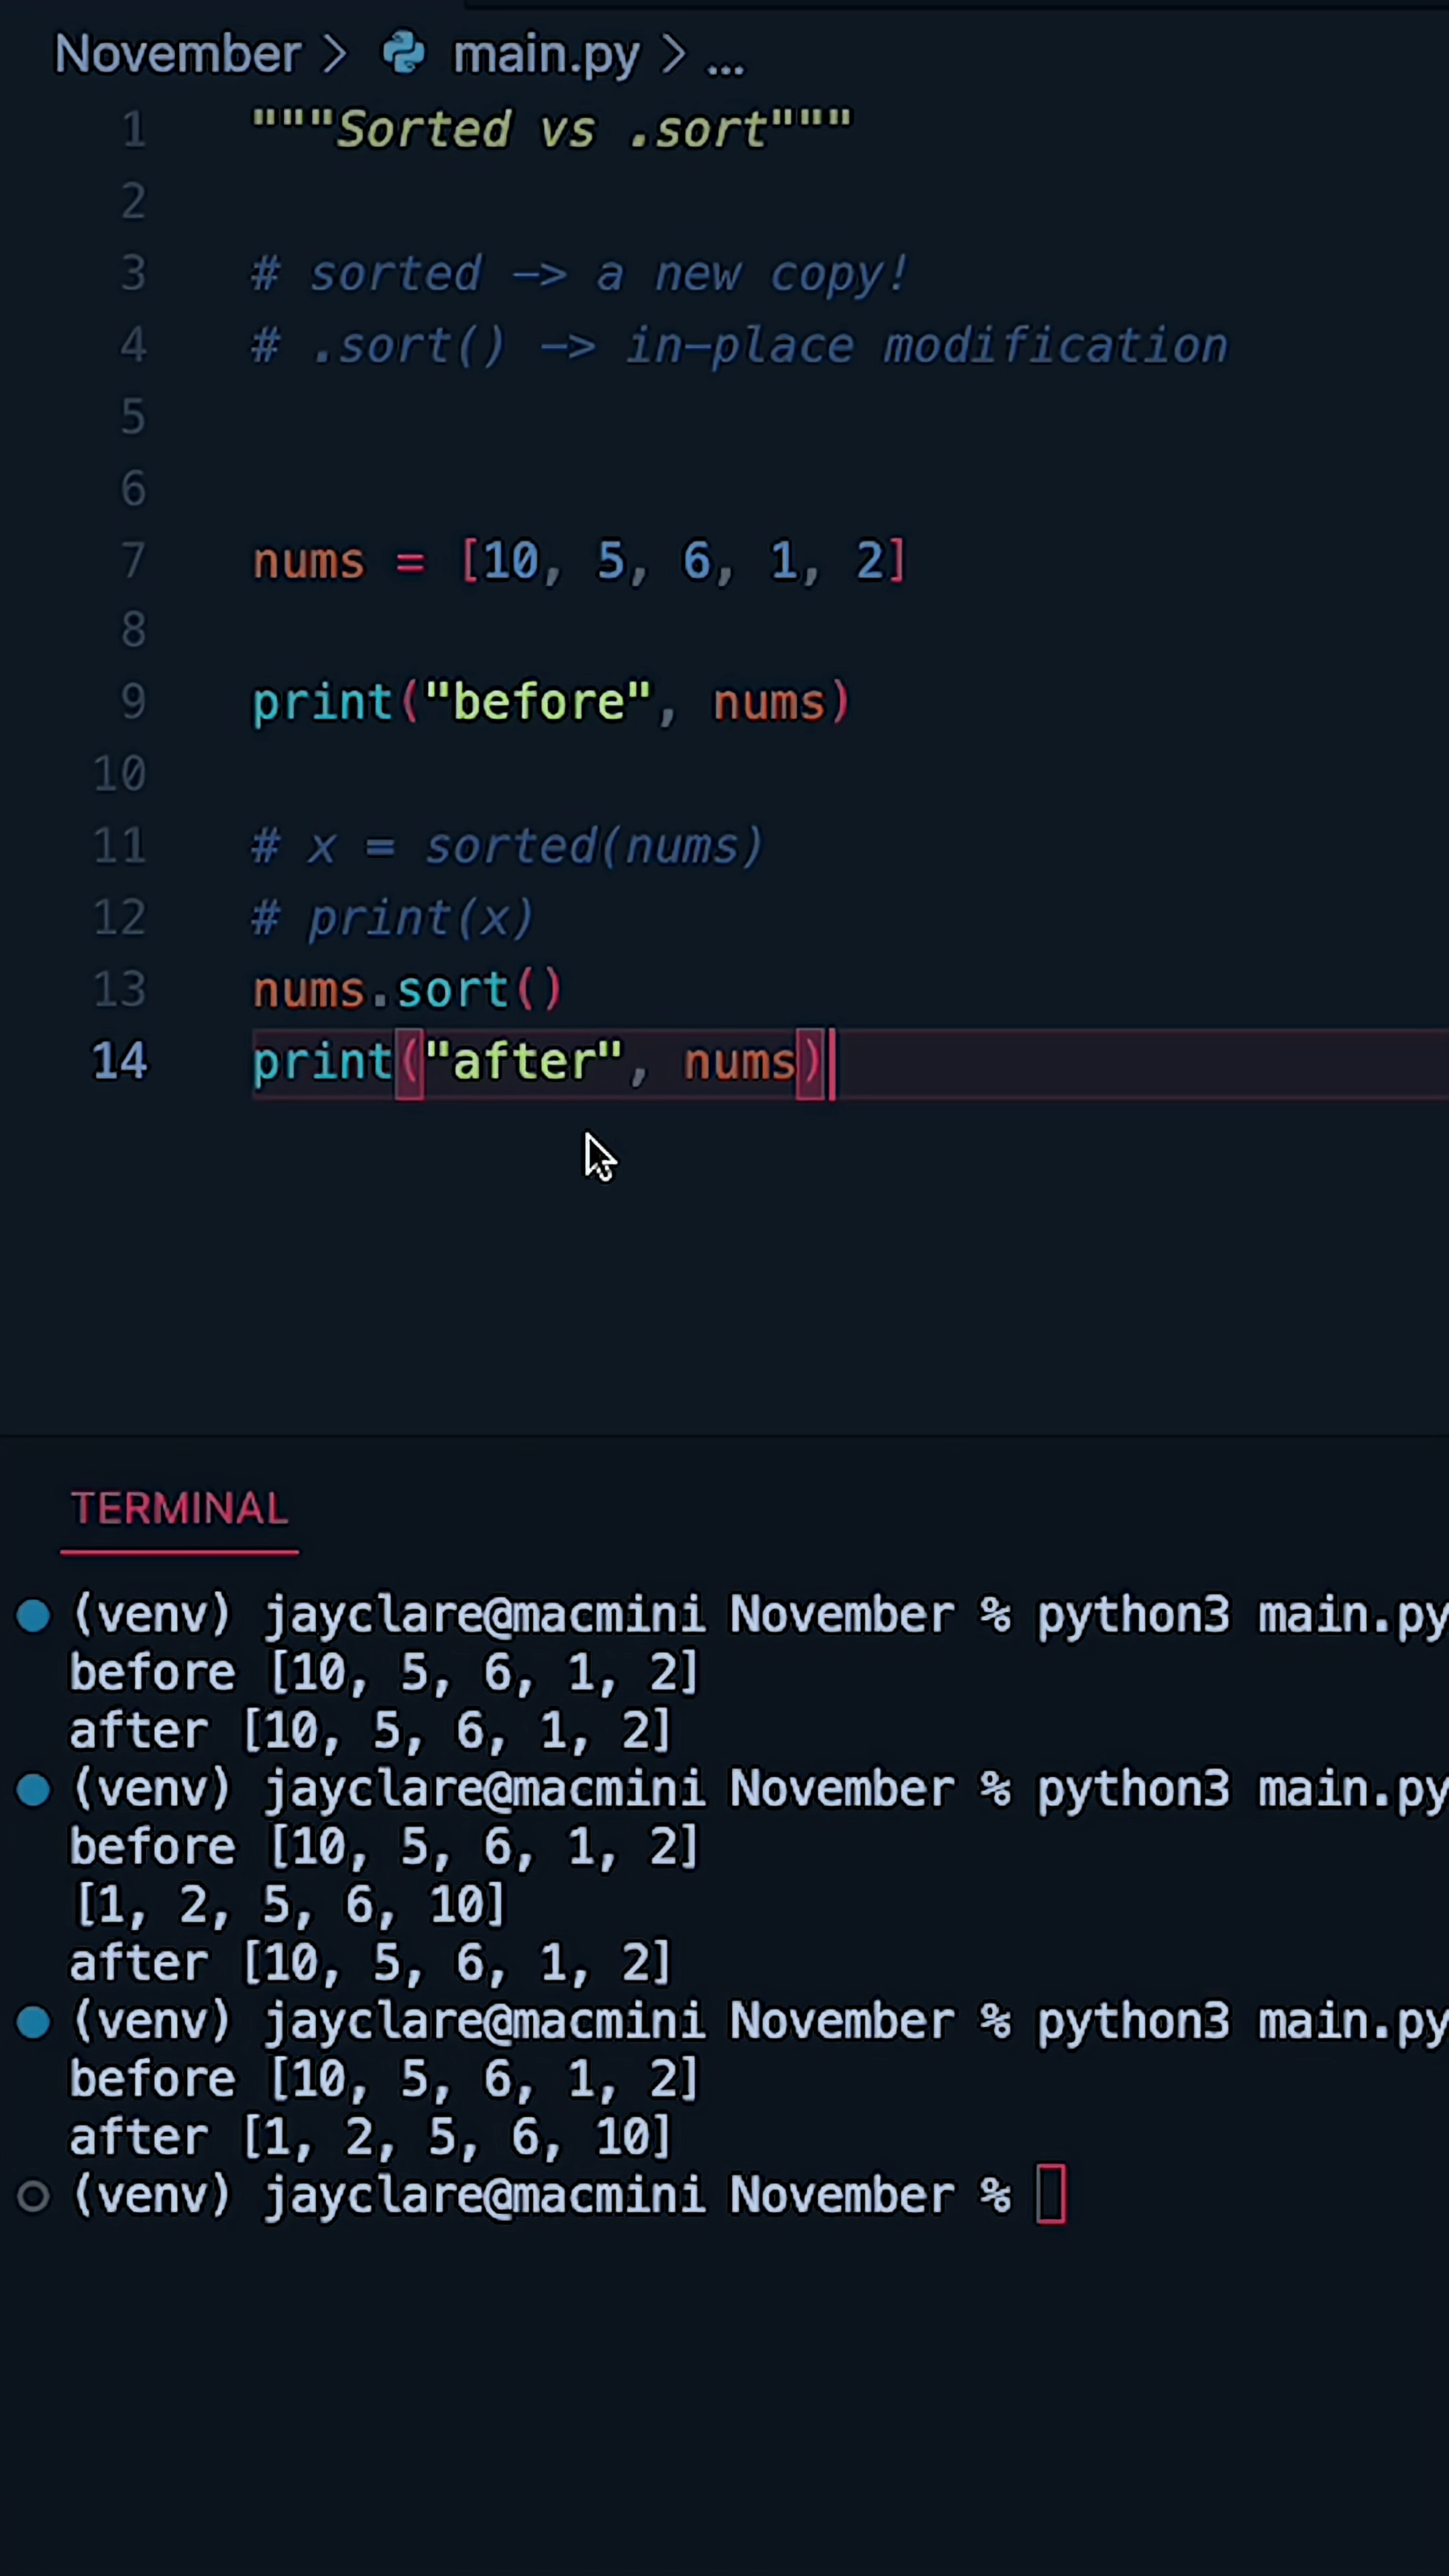 November > main.py > ...
1 """Sorted vs .sort"""
2
3 # sorted -> a new copy!
4 # .sort() -> in-place modification
5
6
7 nums = [10, 5, 6, 1, 2]
8
9 print("before", nums)
10
11 # x = sorted(nums)
12 # print(x)
13 nums.sort()
14 print("after", nums)
TERMINAL
(venv) jayclare@macmini November % python3 main.py
before [10, 5, 6, 1, 2]
after [10, 5, 6, 1, 2]
(venv) jayclare@macmini November % python3 main.py
before [10, 5, 6, 1, 2]
[1, 2, 5, 6, 10]
after [10, 5, 6, 1, 2]
(venv) jayclare@macmini November % python3 main.py
before [10, 5, 6, 1, 2]
after [1, 2, 5, 6, 10]
(venv) jayclare@macmini November %